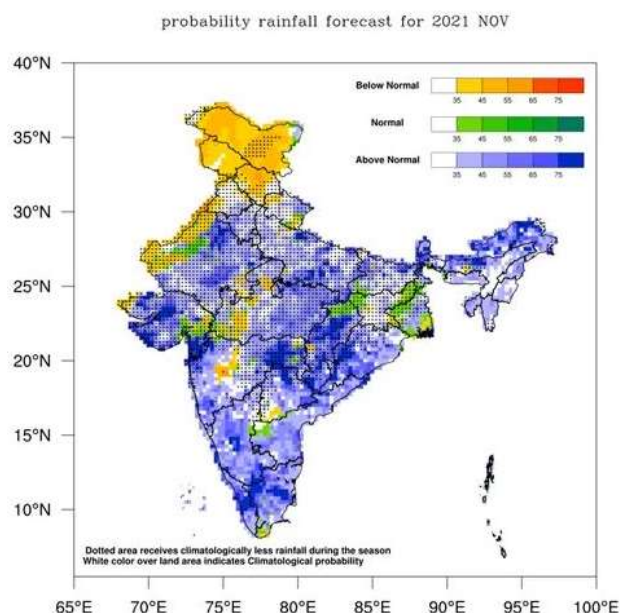 probability rainfall forecast for 2021 NOV
40°N
35°N
30°N
25°N
20°N
15°N
10°N
Below Normal
35 45 55 65 75
Normal
35 45 55 65 75
Above Normal
35 45 55 65 75
Dotted area receives climatologically less rainfall during the season
White color over land area indicates Climatological probability
65°E 70°E 75°E 80°E 85°E 90°E 95°E 100°E